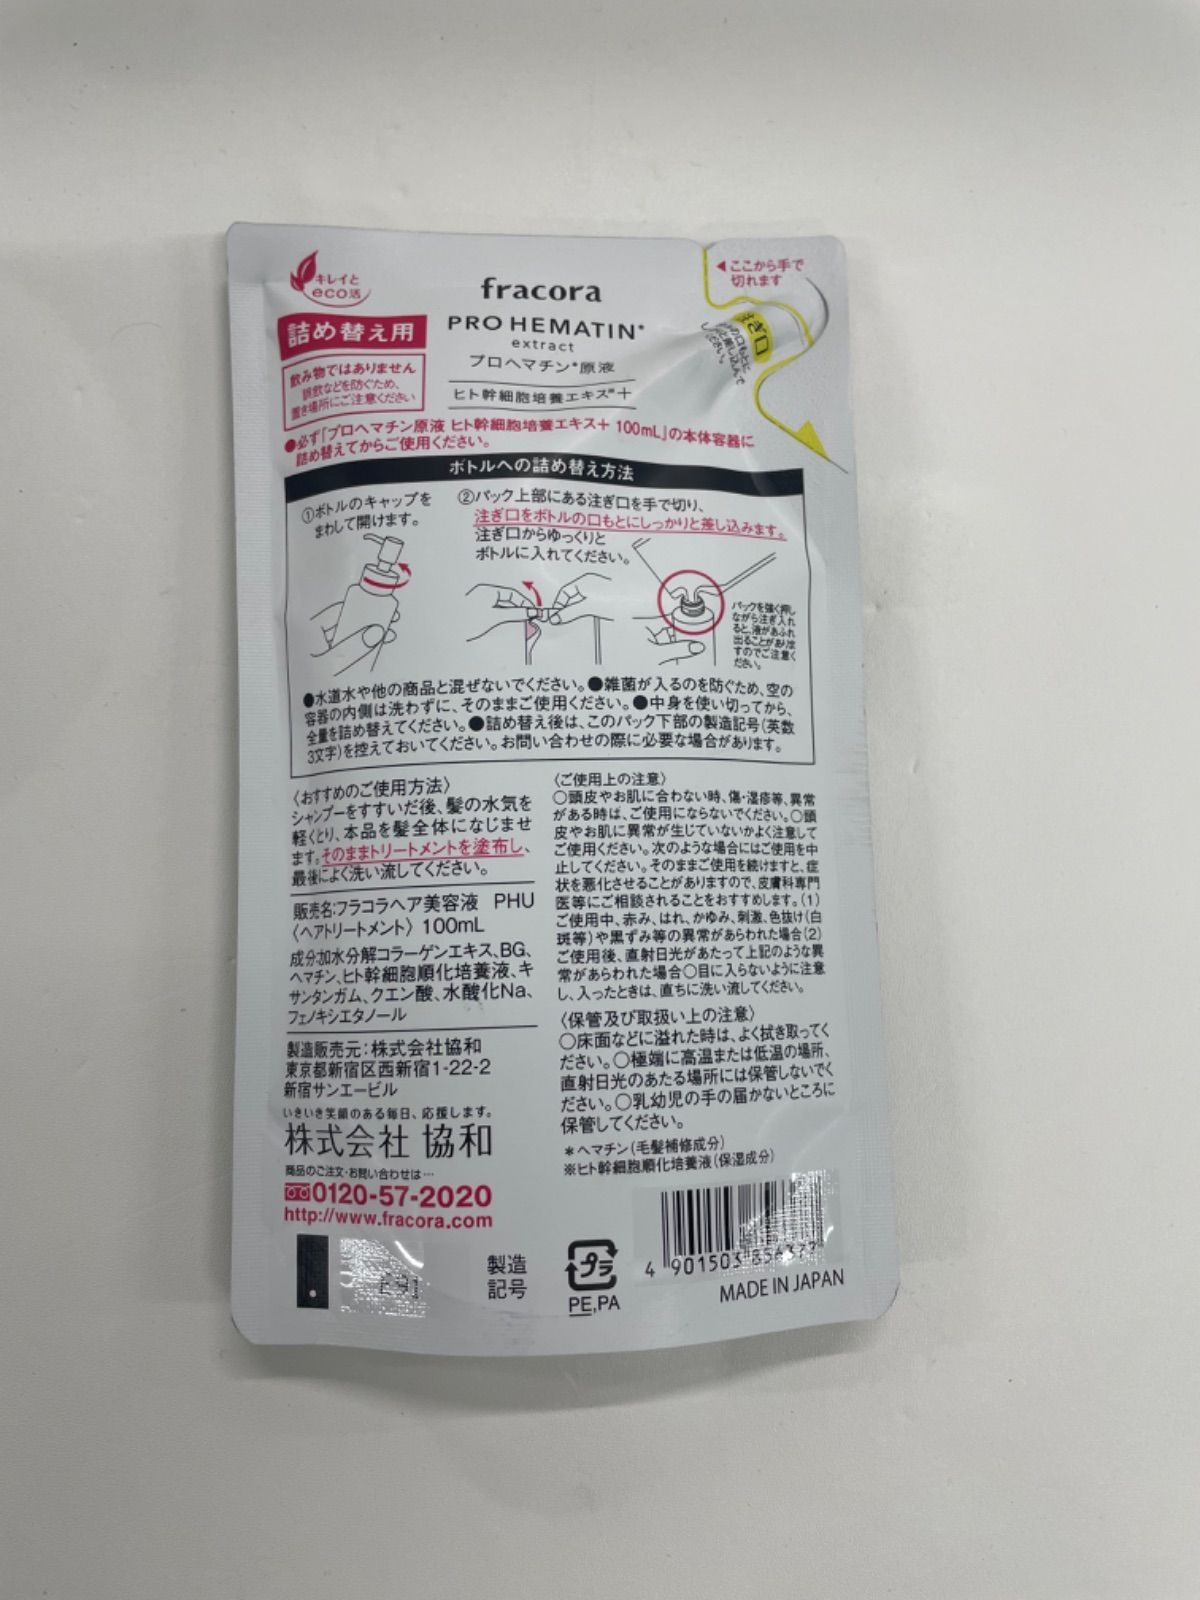 キレイと
eco活
fracora
PRO HEMATIN*
extract
プロヘマチン*原液
ヒト幹細胞培養エキス※＋
◀ここから手で
切れます
詰め替え用
飲み物ではありません
誤飲などを防ぐため、
置き場所にご注意ください
●必ず「プロヘマチン原液 ヒト幹細胞培養エキス＋ 100mL」の本体容器に
詰め替えてからご使用ください。
ボトルへの詰め替え方法
①ボトルのキャップを
まわして開けます。
②パック上部にある注ぎ口を手で切り、
注ぎ口をボトルの口もとにしっかりと差し込みます。
注ぎ口からゆっくりと
ボトルに入れてください。
パックを強く押し
ながら注ぎ入れ
ると、液があふれ
出ることがありま
すのでご注意く
ださい。
●水道水や他の商品と混ぜないでください。●雑菌が入るのを防ぐため、空の
容器の内側は洗わずに、そのままご使用ください。●中身を使い切ってから、
全量を詰め替えてください。●詰め替え後は、このパック下部の製造記号(英数
3文字)を控えておいてください。お問い合わせの際に必要な場合があります。
〈おすすめのご使用方法〉
シャンプーをすすいだ後、髪の水気を
軽くとり、本品を髪全体になじませ
ます。そのままトリートメントを塗布し、
最後によく洗い流してください。
販売名:フラコラヘア美容液 PHU
〈ヘアトリートメント〉 100mL
成分:加水分解コラーゲンエキス、BG、
ヘマチン、ヒト幹細胞順化培養液、キ
サンタンガム、クエン酸、水酸化Na、
フェノキシエタノール
製造販売元：株式会社協和
東京都新宿区西新宿1-22-2
新宿サンエービル
いきいき笑顔のある毎日、応援します。
株式会社 協和
商品のご注文・お問い合わせは…
0120-57-2020
http://www.fracora.com
〈ご使用上の注意〉
○頭皮やお肌に合わない時、傷・湿疹等、異常
がある時は、ご使用にならないでください。○頭
皮やお肌に異常が生じていないかよく注意して
ご使用ください。次のような場合にはご使用を中
止してください。そのままご使用を続けますと、症
状を悪化させることがありますので、皮膚科専門
医等にご相談されることをおすすめします。(1)
ご使用中、赤み、はれ、かゆみ、刺激、色抜け(白
斑等)や黒ずみ等の異常があらわれた場合(2)
ご使用後、直射日光があたって上記のような異
常があらわれた場合○目に入らないように注意
し、入ったときは、直ちに洗い流してください。
〈保管及び取扱い上の注意〉
○床面などに溢れた時は、よく拭き取ってく
ださい。○極端に高温または低温の場所、
直射日光のあたる場所には保管しないでく
ださい。○乳幼児の手の届かないところに
保管してください。
＊ヘマチン(毛髪補修成分)
※ヒト幹細胞順化培養液(保湿成分)
製造
記号
プラ
PE,PA
4 901503 856377
MADE IN JAPAN